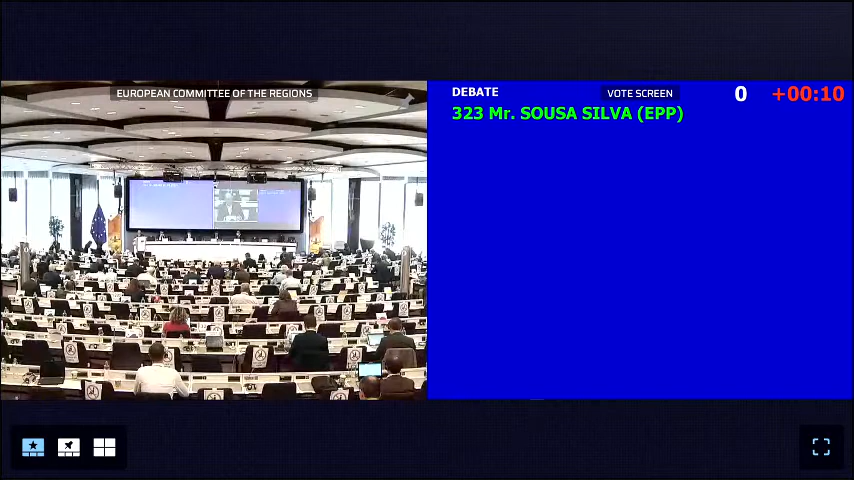 EUROPEAN COMMITTEE OF THE REGIONS
DEBATE VOTE SCREEN 0 +00:10
323 Mr. SOUSA SILVA (EPP)